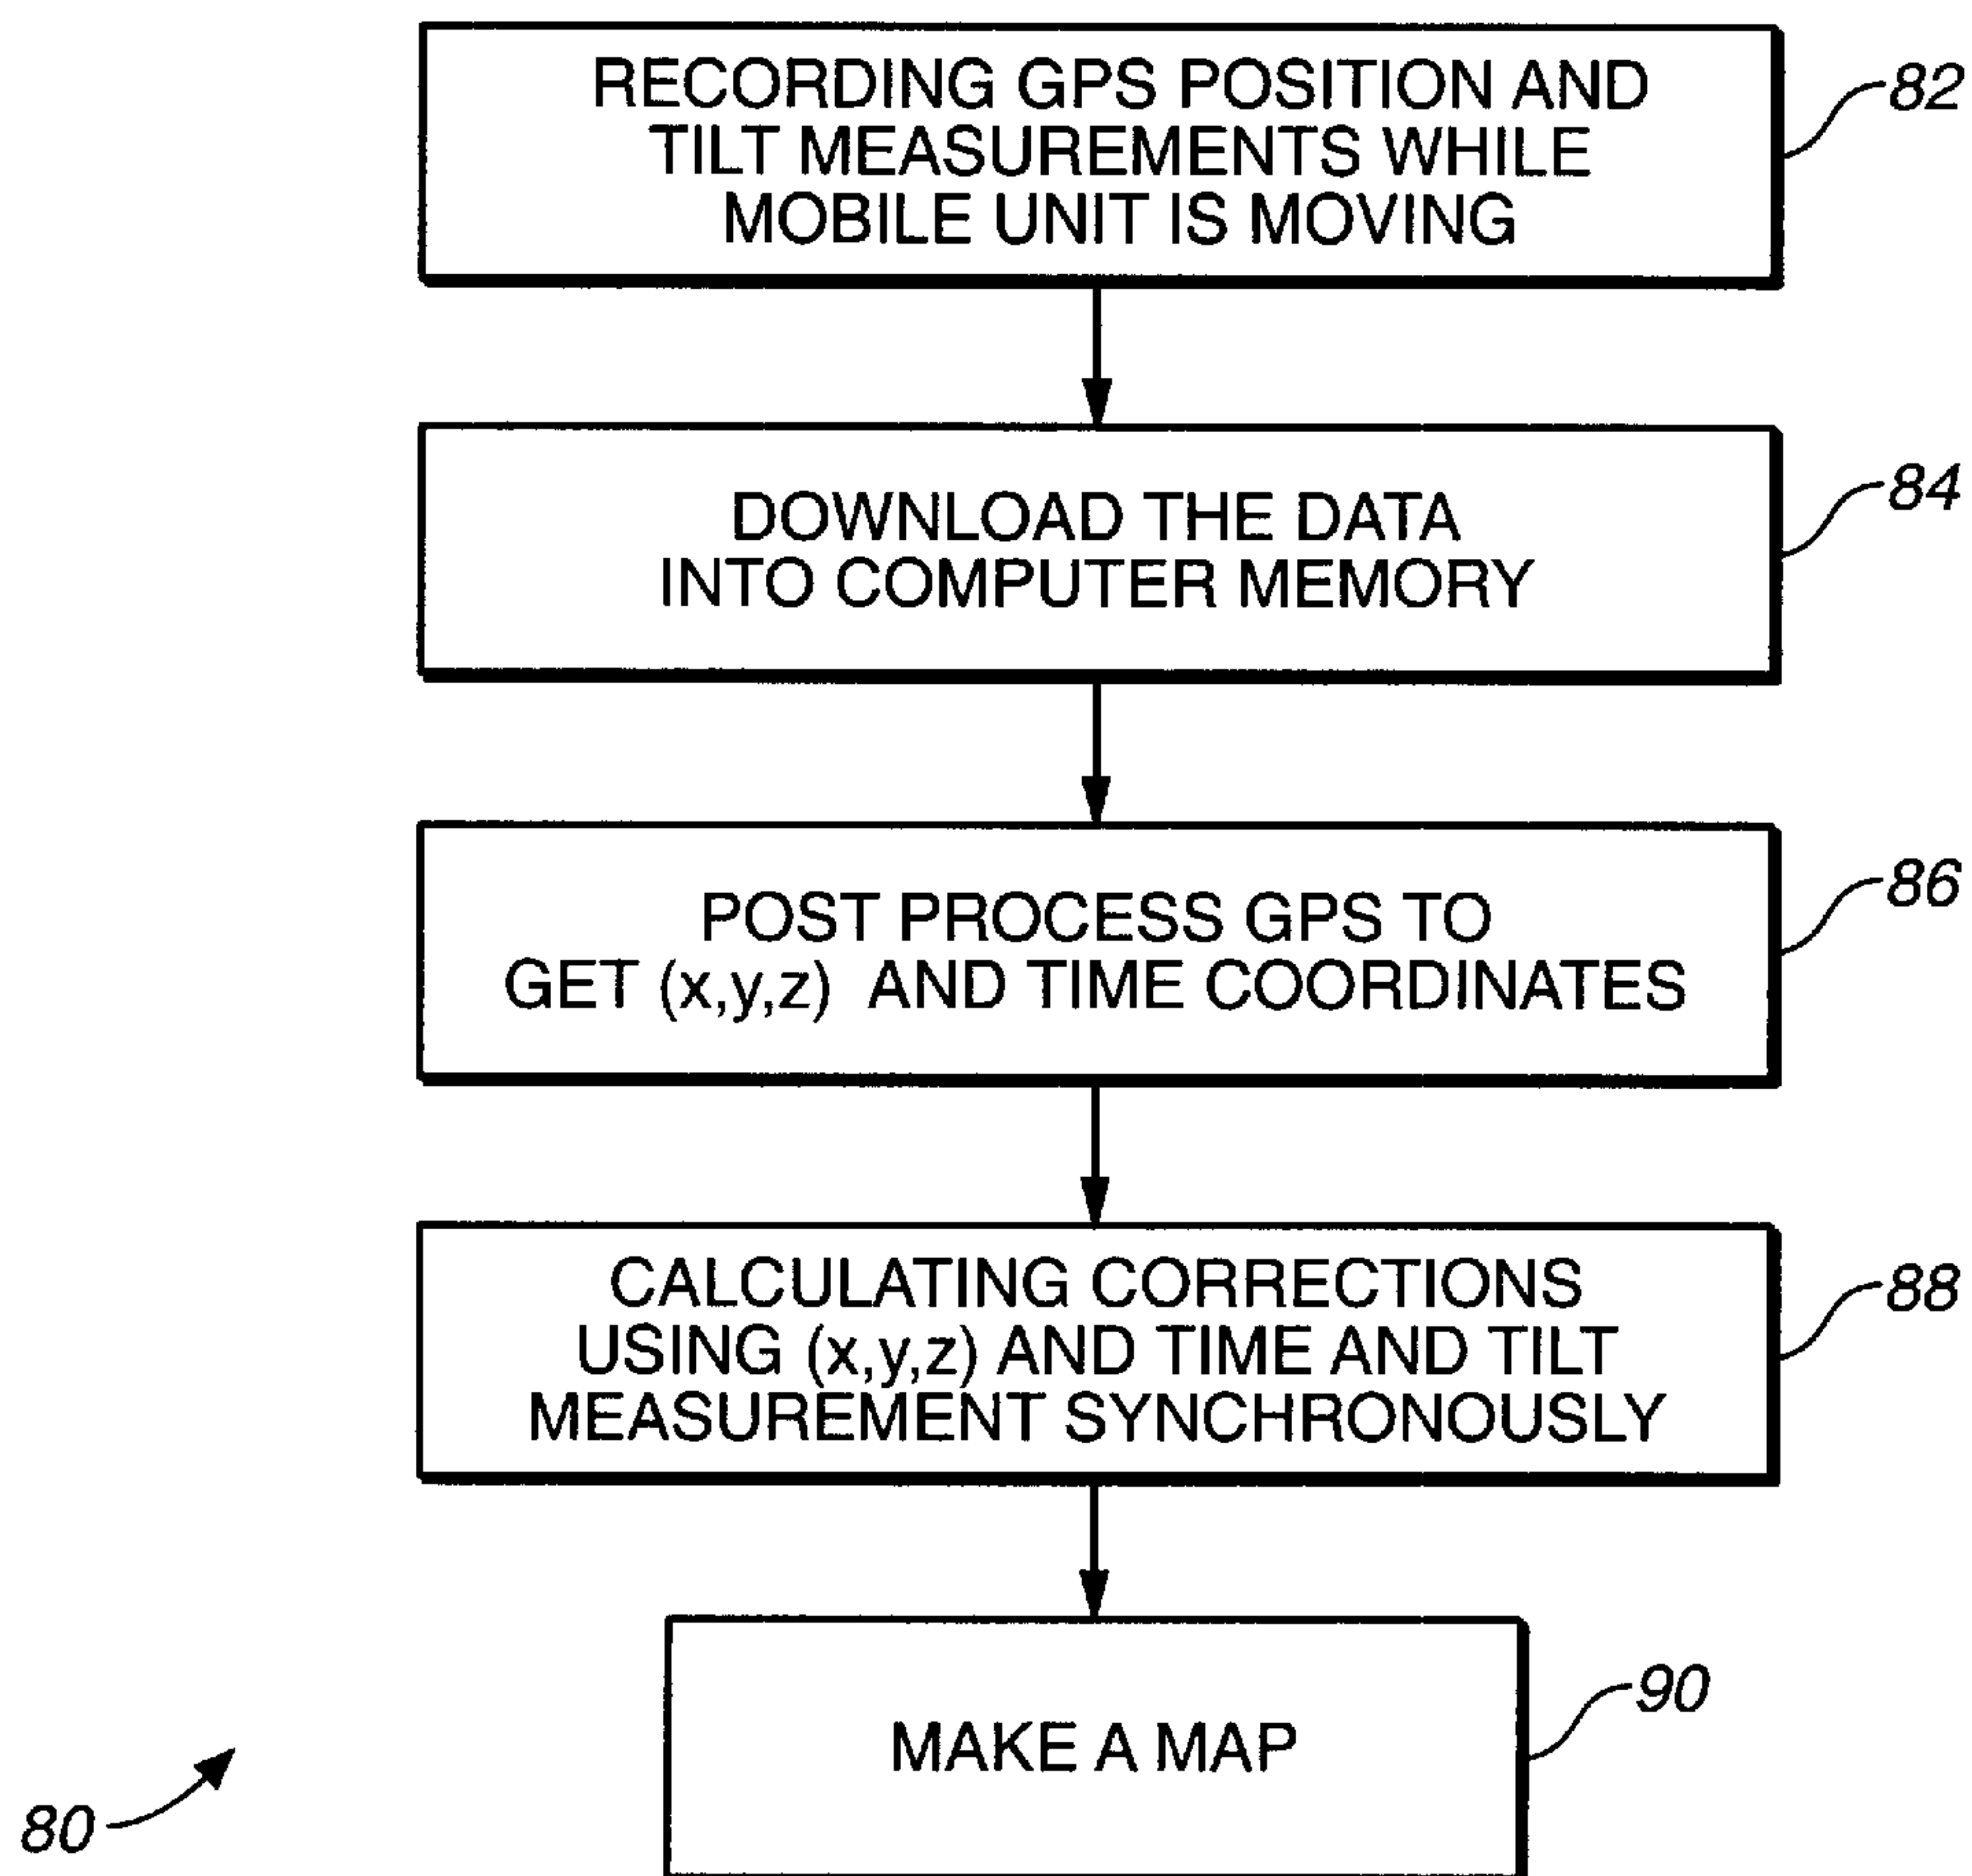 RECORDING GPS POSITION AND
TILT MEASUREMENTS WHILE
MOBILE UNIT IS MOVING
82
DOWNLOAD THE DATA
INTO COMPUTER MEMORY
84
POST PROCESS GPS TO
GET (x,y,z) AND TIME COORDINATES
86
CALCULATING CORRECTIONS
USING (x,y,z) AND TIME AND TILT
MEASUREMENT SYNCHRONOUSLY
88
MAKE A MAP
90
80